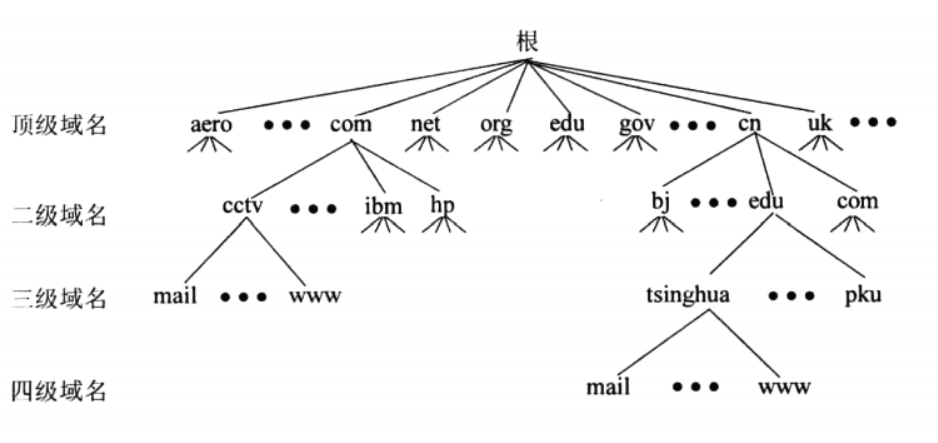 根
顶级域名 aero ••• com net org edu gov ••• cn uk •••
二级域名 cctv ••• ibm hp bj ••• edu com
三级域名 mail ••• www tsinghua ••• pku
四级域名 mail ••• www